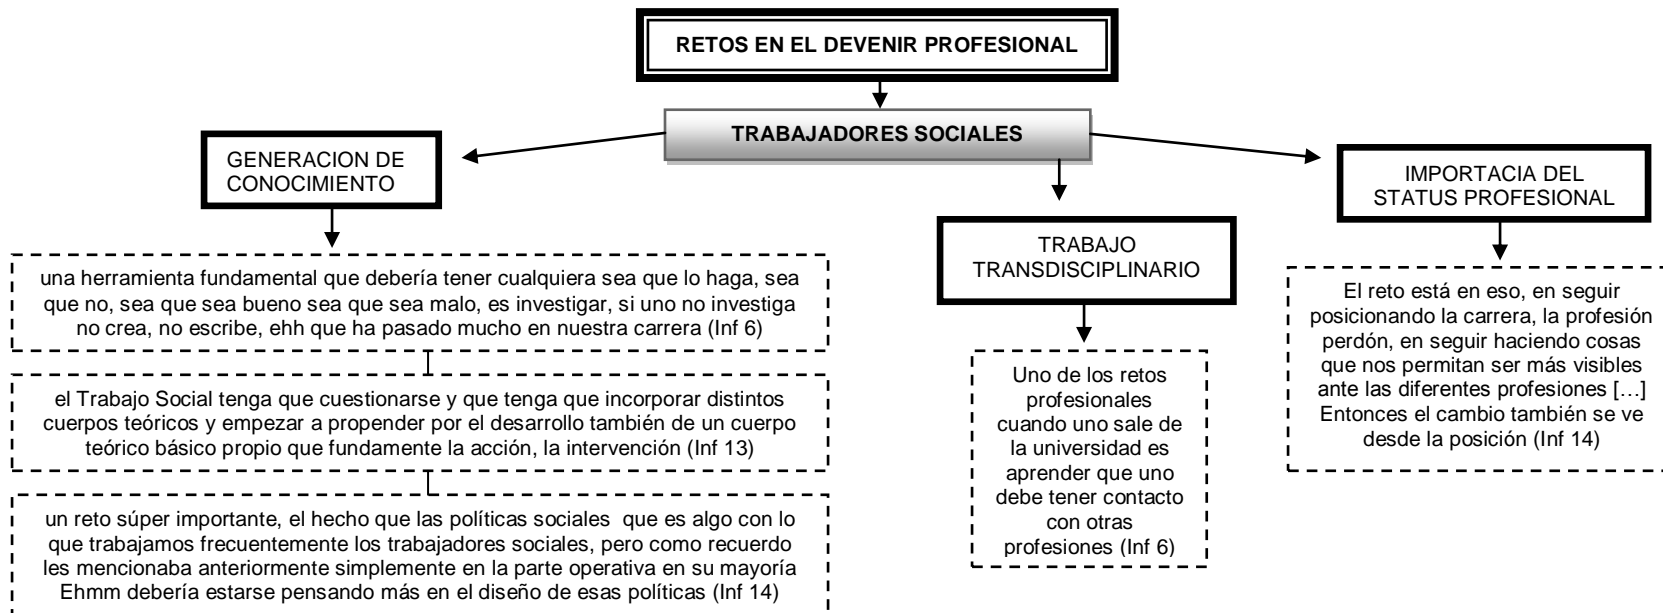 RETOS EN EL DEVENIR PROFESIONAL
TRABAJADORES SOCIALES
GENERACION DE
CONOCIMIENTO
una herramienta fundamental que debería tener cualquiera sea que lo haga, sea
que no, sea que sea bueno sea que sea malo, es investigar, si uno no investiga
no crea, no escribe, ehh que ha pasado mucho en nuestra carrera (Inf 6)
el Trabajo Social tenga que cuestionarse y que tenga que incorporar distintos
cuerpos teóricos y empezar a propender por el desarrollo también de un cuerpo
teórico básico propio que fundamente la acción, la intervención (Inf 13)
un reto súper importante, el hecho que las políticas sociales que es algo con lo
que trabajamos frecuentemente los trabajadores sociales, pero como recuerdo
les mencionaba anteriormente simplemente en la parte operativa en su mayoría
Ehmm debería estarse pensando más en el diseño de esas políticas (Inf 14)
TRABAJO
TRANSDISCIPLINARIO
Uno de los retos
profesionales
cuando uno sale de
la universidad es
aprender que uno
debe tener contacto
con otras
profesiones (Inf 6)
IMPORTACIA DEL
STATUS PROFESIONAL
El reto está en eso, en seguir
posicionando la carrera, la profesión
perdón, en seguir haciendo cosas
que nos permitan ser más visibles
ante las diferentes profesiones […]
Entonces el cambio también se ve
desde la posición (Inf 14)